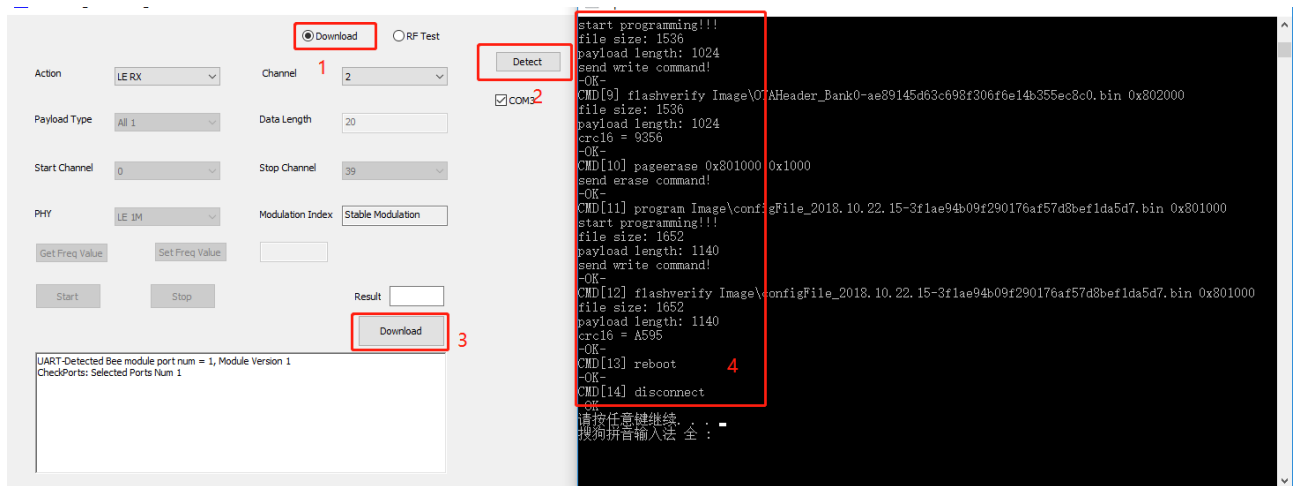 Download
RF Test
1
Action
LE RX
Channel
2
Detect
2
COM3
Payload Type
All 1
Data Length
20
Start Channel
0
Stop Channel
39
PHY
LE 1M
Modulation Index
Stable Modulation
Get Freq Value
Set Freq Value
Start
Stop
Result
Download
3
UART-Detected Bee module port num = 1, Module Version 1
CheckPorts: Selected Ports Num 1
start programming!!!
file size: 1536
payload length: 1024
send write command!
-OK-
CMD[9] flashverify Image\OTAHeader_Bank0-ae89145d63c698f306f6e14b355ec8c0.bin 0x802000
file size: 1536
payload length: 1024
crc16 = 9356
-OK-
CMD[10] pageerase 0x801000 0x1000
send erase command!
-OK-
CMD[11] program Image\configFile_2018.10.22.15-3f1ae94b09f290176af57d8bef1da5d7.bin 0x801000
start programming!!!
file size: 1652
payload length: 1140
send write command!
-OK-
CMD[12] flashverify Image\configFile_2018.10.22.15-3f1ae94b09f290176af57d8bef1da5d7.bin 0x801000
file size: 1652
payload length: 1140
crc16 = A595
-OK-
CMD[13] reboot
4
-OK-
CMD[14] disconnect
-OK-
请按任意键继续. . .
搜狗拼音输入法 全 :